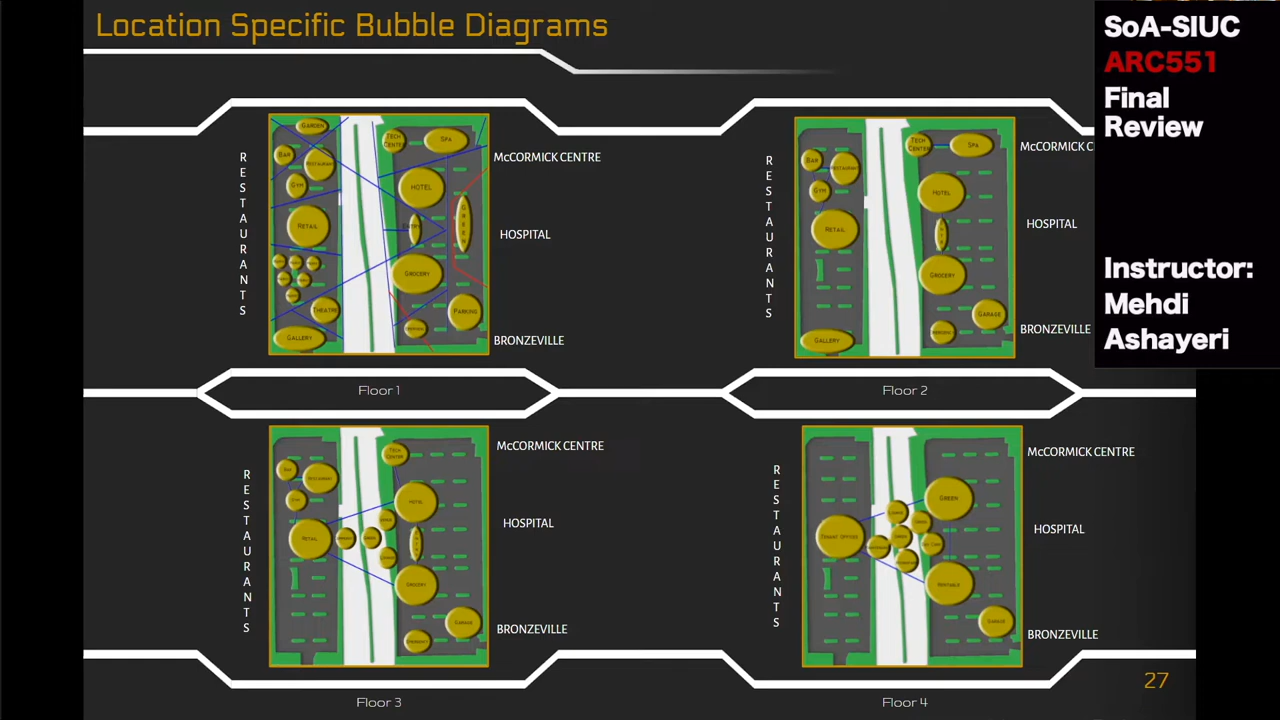 Location Specific Bubble Diagrams
SoA-SIUC
ARC551
Final
Review
Instructor:
Mehdi
Ashayeri
RESTAURANTS
GARDEN
BAR
RESTAURANT
GYM
RETAIL
THEATRE
GALLERY
TECH
CENTER
SPA
HOTEL
ENTRY
GREEN
GROCERY
PARKING
McCORMICK CENTRE
HOSPITAL
BRONZEVILLE
Floor 1
RESTAURANTS
BAR
RESTAURANT
GYM
RETAIL
GALLERY
TECH
CENTER
SPA
HOTEL
GROCERY
GARAGE
McCORMICK C
HOSPITAL
BRONZEVILLE
Floor 2
RESTAURANTS
BAR
RESTAURANT
GYM
RETAIL
TECH
CENTER
HOTEL
GROCERY
GARAGE
McCORMICK CENTRE
HOSPITAL
BRONZEVILLE
Floor 3
RESTAURANTS
TENANT OFFICE
GREEN
RENTABLE
GARAGE
McCORMICK CENTRE
HOSPITAL
BRONZEVILLE
Floor 4
27